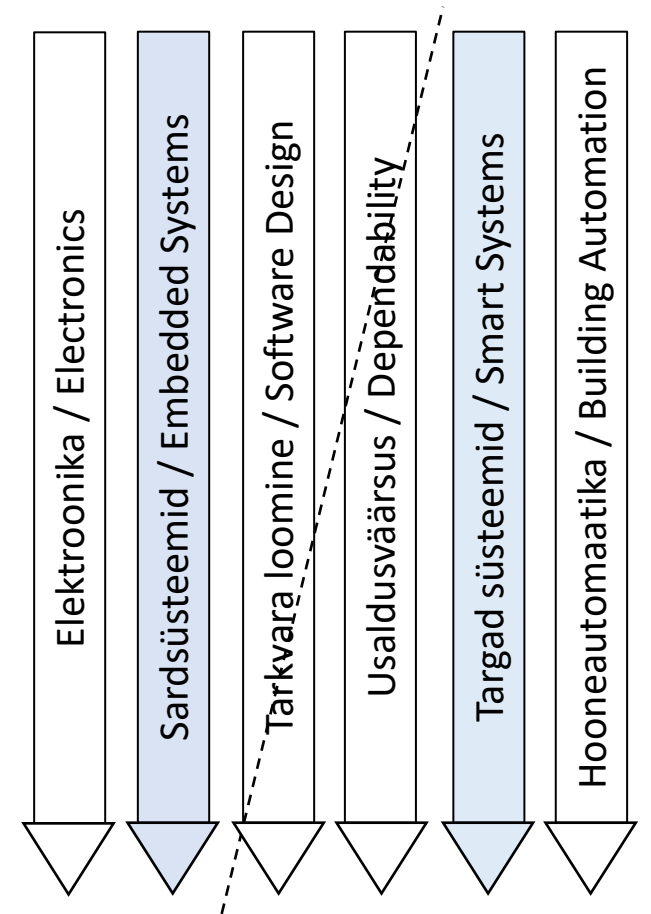 Elektroonika / Electronics
Sardsüsteemid / Embedded Systems
Tarkvara loomine / Software Design
Usaldusväärsus / Dependability
Targad süsteemid / Smart Systems
Hooneautomaatika / Building Automation